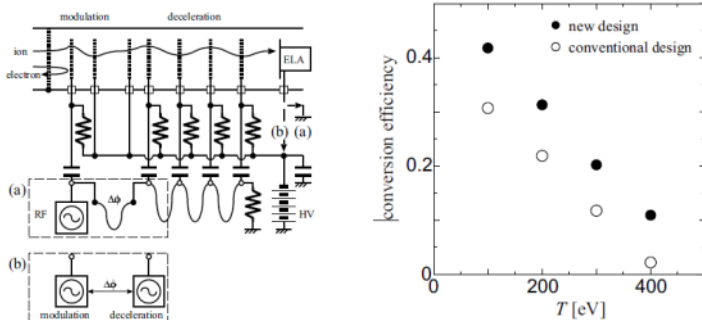 modulation deceleration
ion
electron
ELA
(b) (a)
(a)
RF
Δϕ
HV
(b)
Δϕ
modulation deceleration
new design
conventional design
conversion efficiency
0.4
0.2
0
0 200 400
T [eV]